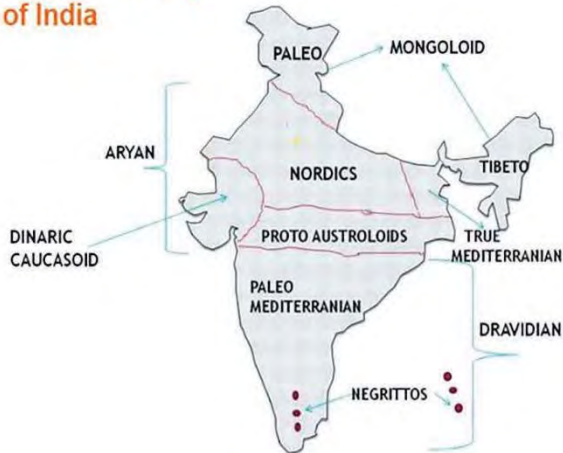 of India
PALEO
MONGOLOID
ARYAN
NORDICS
TIBETO
DINARIC
CAUCASOID
PROTO AUSTROLOIDS
TRUE
MEDITERRANIAN
PALEO
MEDITERRANIAN
DRAVIDIAN
NEGRITTOS